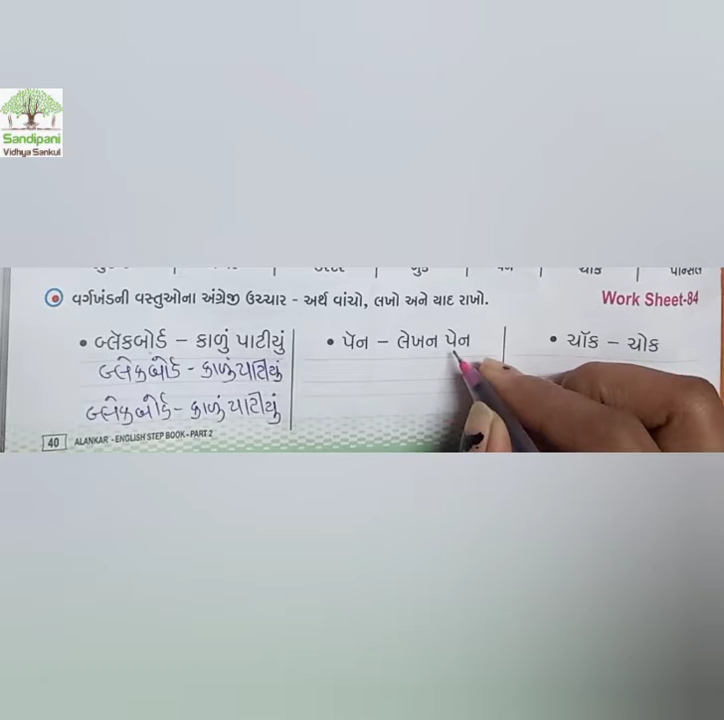 Sandipani
Vidhya Sankul
વર્ગખંડની વસ્તુઓના અંગ્રેજી ઉચ્ચાર - અર્થ વાંચો, લખો અને યાદ રાખો.
Work Sheet-84
• બ્લૅકબોર્ડ – કાળું પાટીયું
• પૅન – લેખન પેન
• ચૉક – ચોક
બ્લેકબોર્ડ - કાળું પાટીયું
બ્લેકબોર્ડ - કાળું પાટીયું
40 ALANKAR - ENGLISH STEP BOOK - PART 2